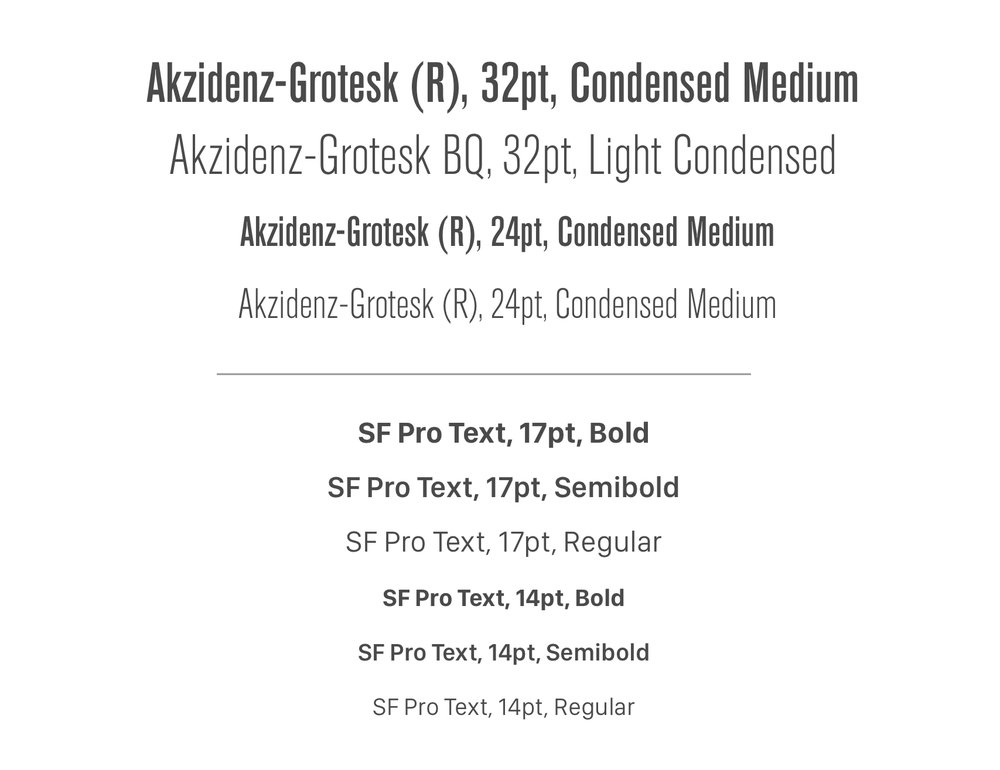 Akzidenz-Grotesk (R), 32pt, Condensed Medium
Akzidenz-Grotesk BQ, 32pt, Light Condensed
Akzidenz-Grotesk (R), 24pt, Condensed Medium
Akzidenz-Grotesk (R), 24pt, Condensed Medium
SF Pro Text, 17pt, Bold
SF Pro Text, 17pt, Semibold
SF Pro Text, 17pt, Regular
SF Pro Text, 14pt, Bold
SF Pro Text, 14pt, Semibold
SF Pro Text, 14pt, Regular